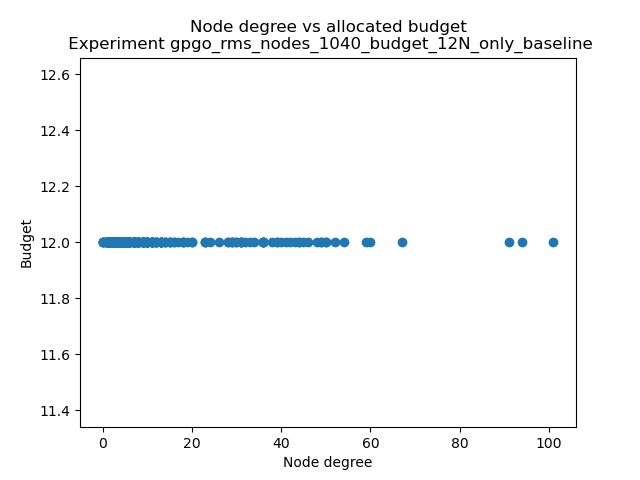 Node degree vs allocated budget
Experiment gpgo_rms_nodes_1040_budget_12N_only_baseline
12.6
12.4
12.2
12.0
11.8
11.6
11.4
Budget
0 20 40 60 80 100
Node degree